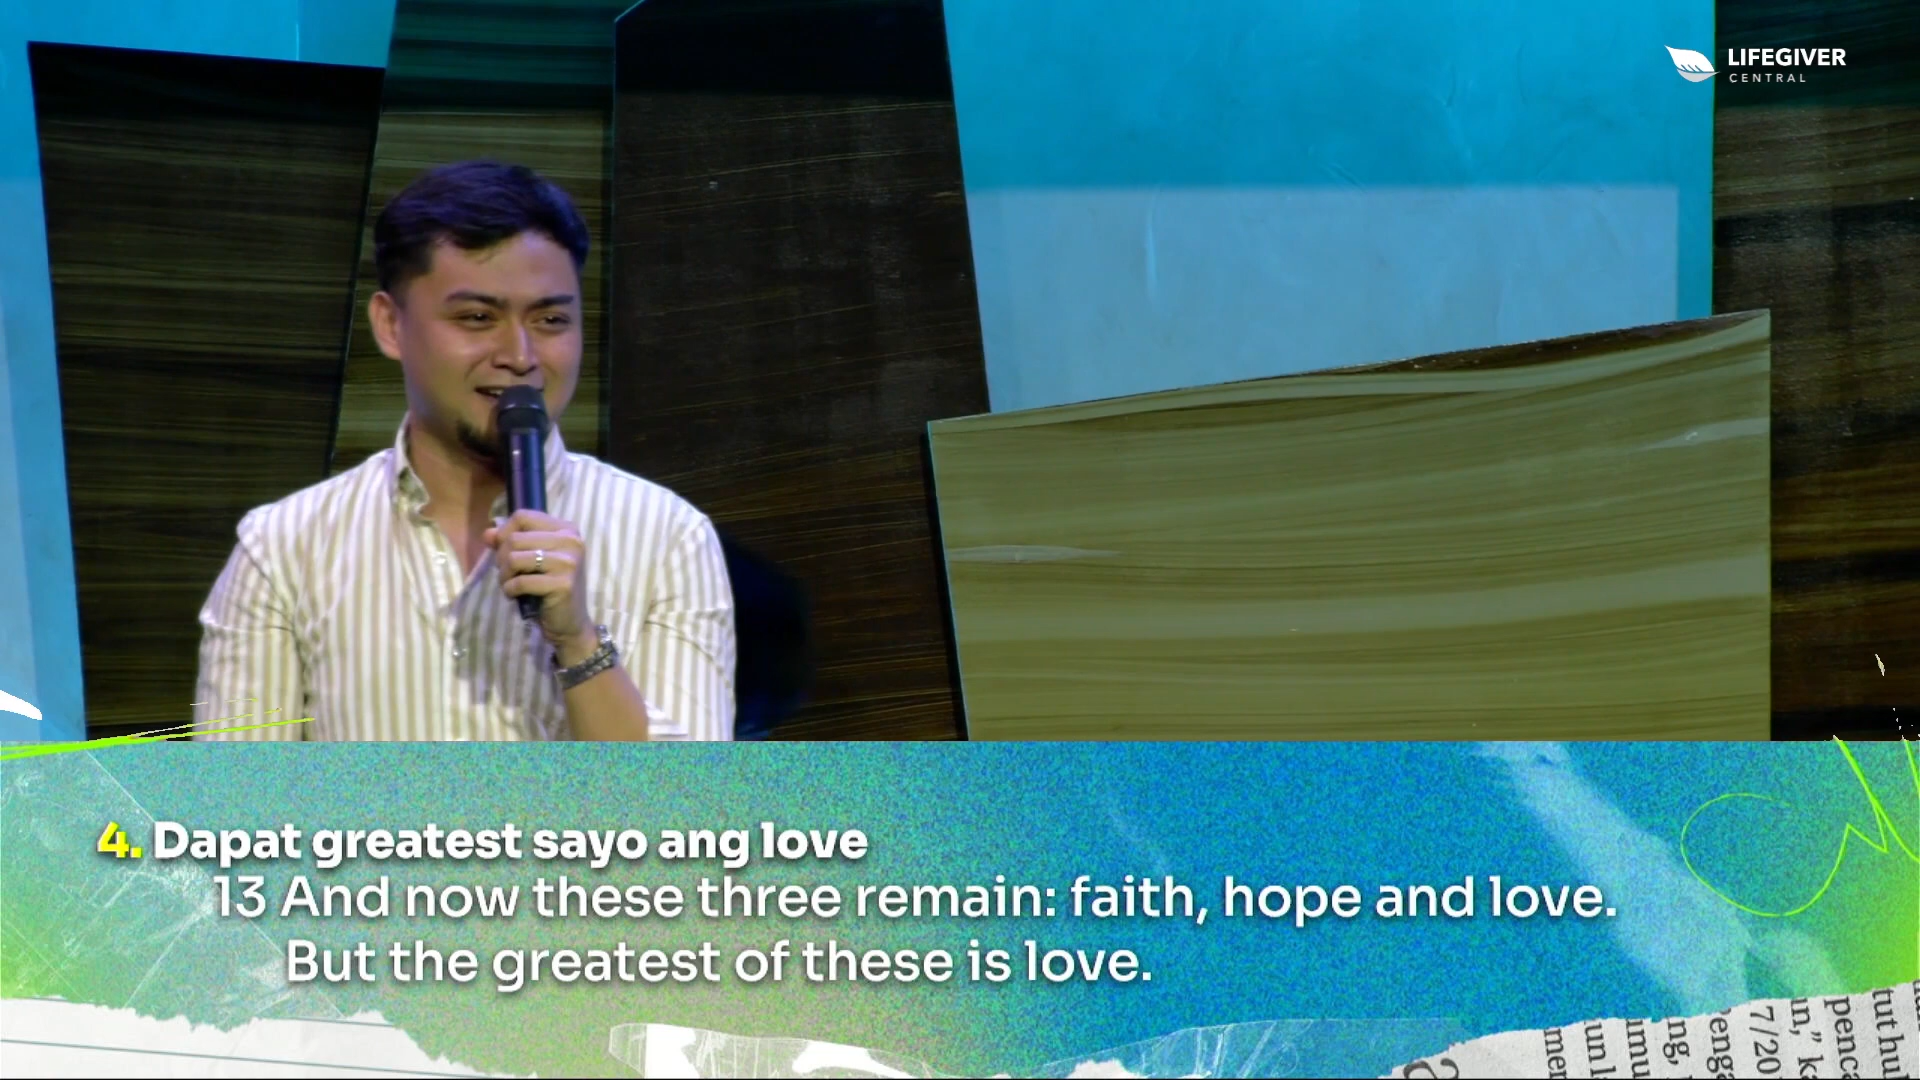 LIFEGIVER
CENTRAL
4. Dapat greatest sayo ang love
13 And now these three remain: faith, hope and love.
But the greatest of these is love.